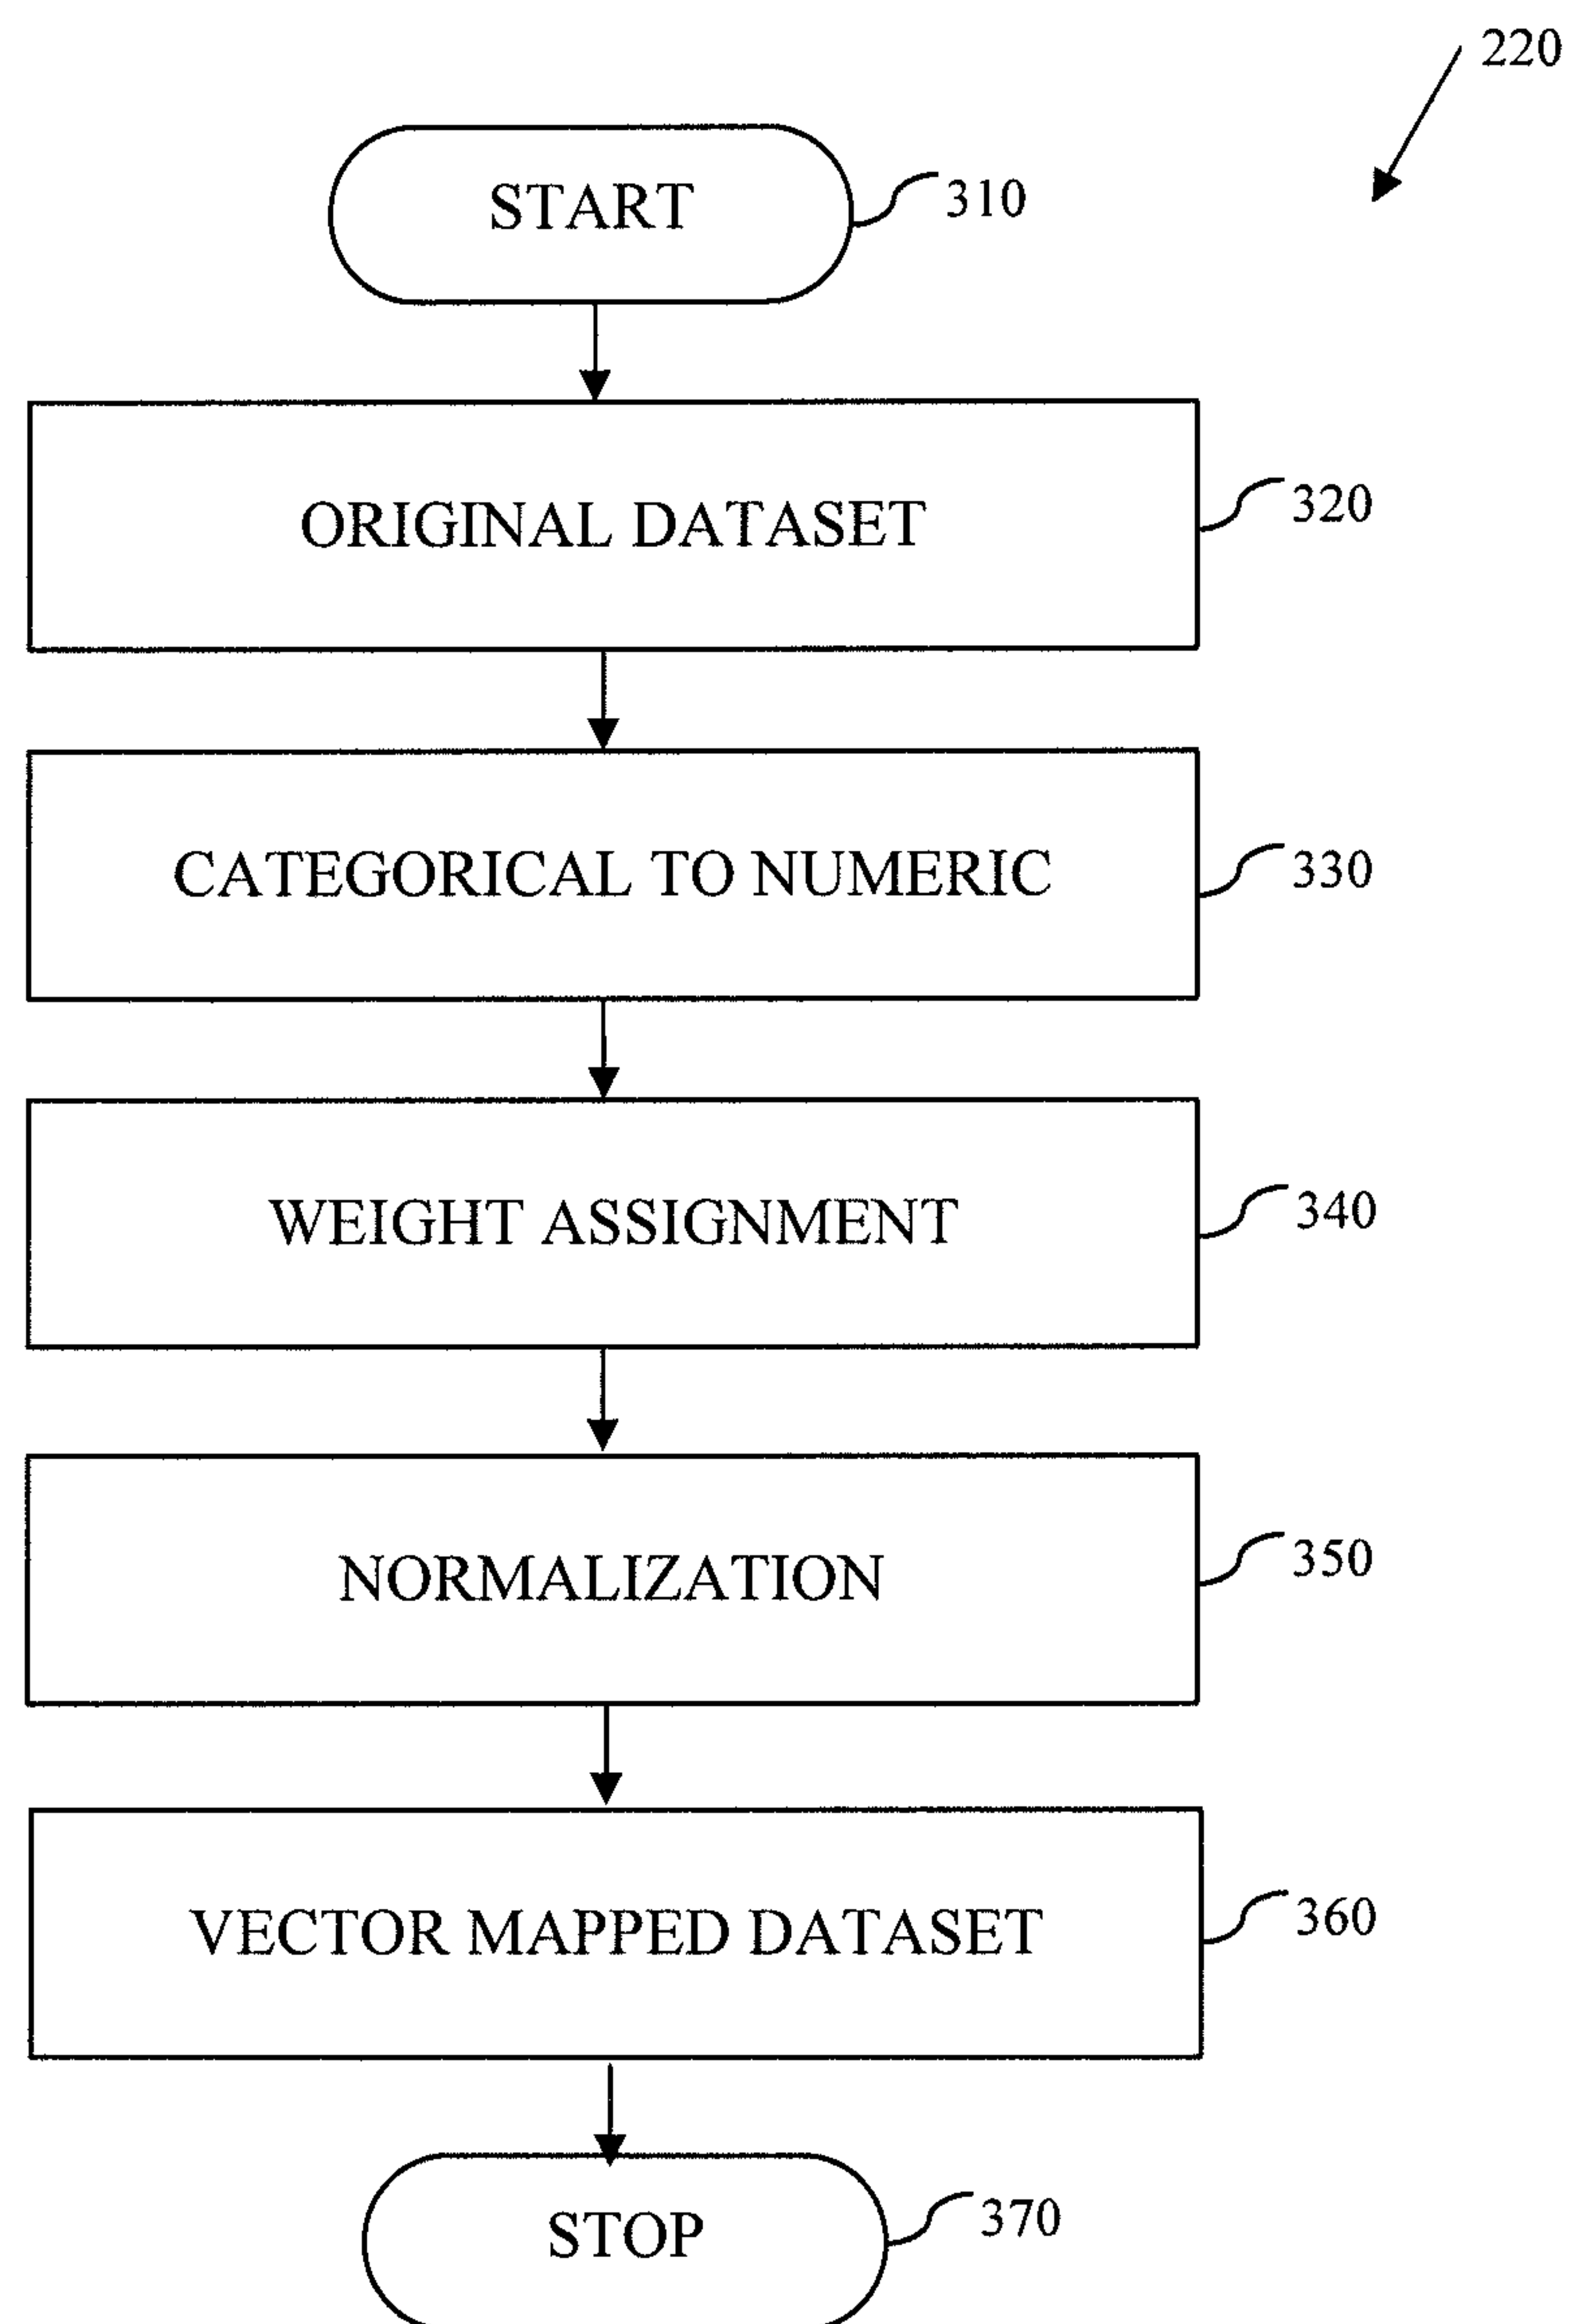 220
START
310
ORIGINAL DATASET
320
CATEGORICAL TO NUMERIC
330
WEIGHT ASSIGNMENT
340
NORMALIZATION
350
VECTOR MAPPED DATASET
360
STOP
370